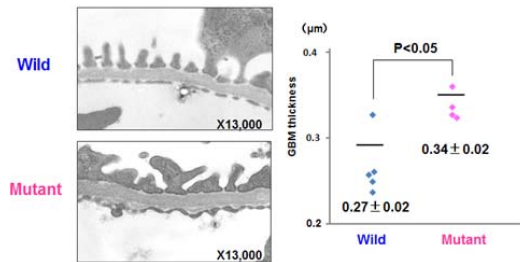 Wild
X13,000
Mutant
X13,000
(μm)
GBM thickness
0.4
0.3
0.2
P<0.05
0.34±0.02
0.27±0.02
Wild
Mutant